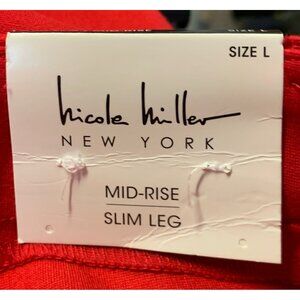 SIZE L
Nicole Miller
NEW YORK
MID-RISE
SLIM LEG